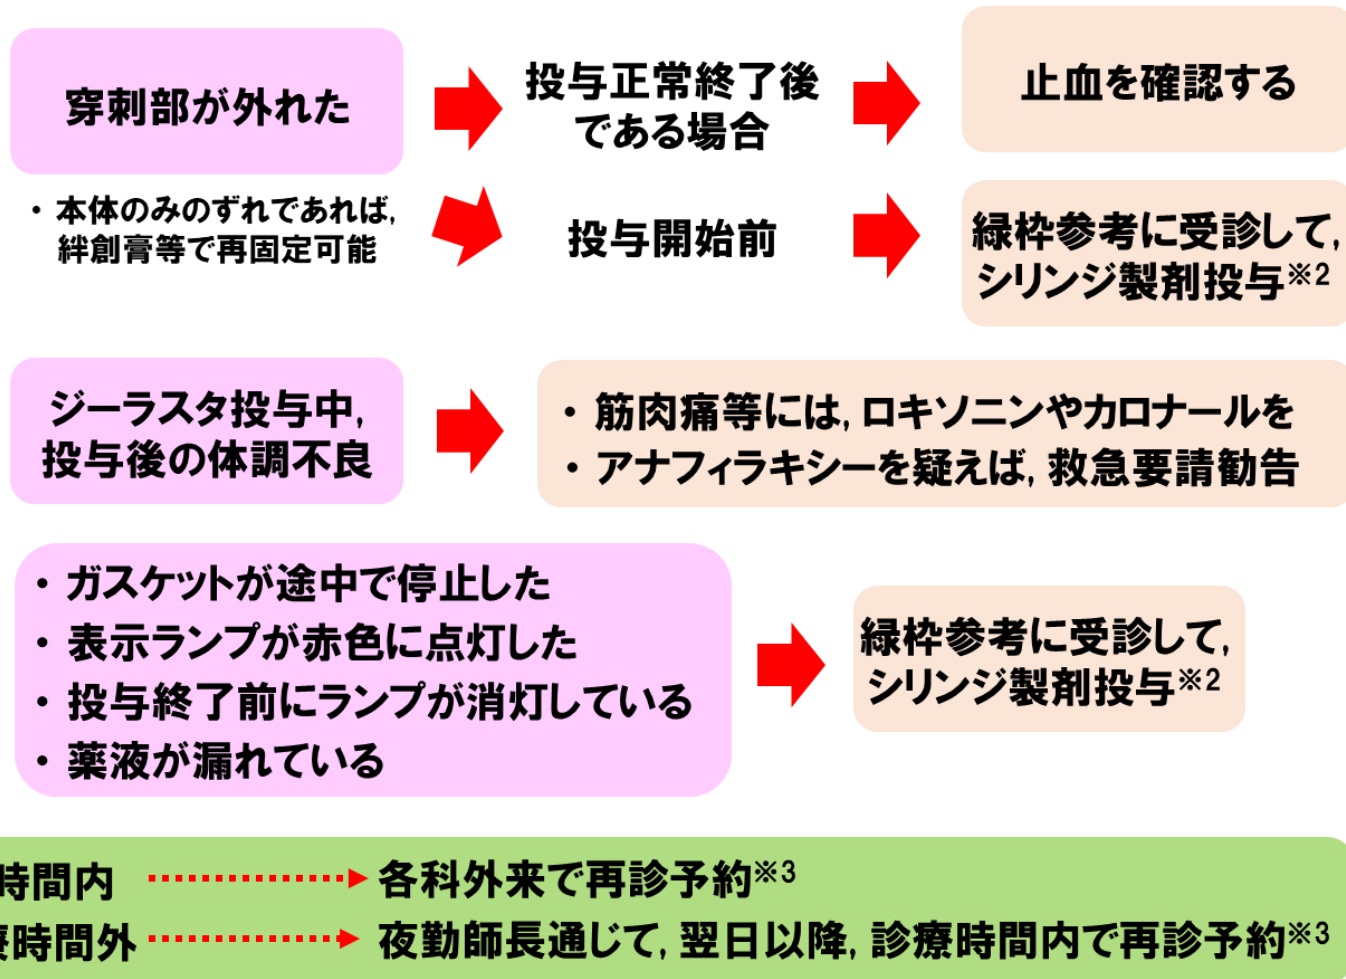 穿刺部が外れた
投与正常終了後
である場合
止血を確認する
・ 本体のみのずれであれば,
絆創膏等で再固定可能
投与開始前
緑枠参考に受診して,
シリンジ製剤投与※2
ジーラスタ投与中,
投与後の体調不良
・ 筋肉痛等には, ロキソニンやカロナールを
・ アナフィラキシーを疑えば, 救急要請勧告
・ ガスケットが途中で停止した
・ 表示ランプが赤色に点灯した
・ 投与終了前にランプが消灯している
・ 薬液が漏れている
緑枠参考に受診して,
シリンジ製剤投与※2
時間内 各科外来で再診予約※3
療時間外 夜勤師長通じて, 翌日以降, 診療時間内で再診予約※3